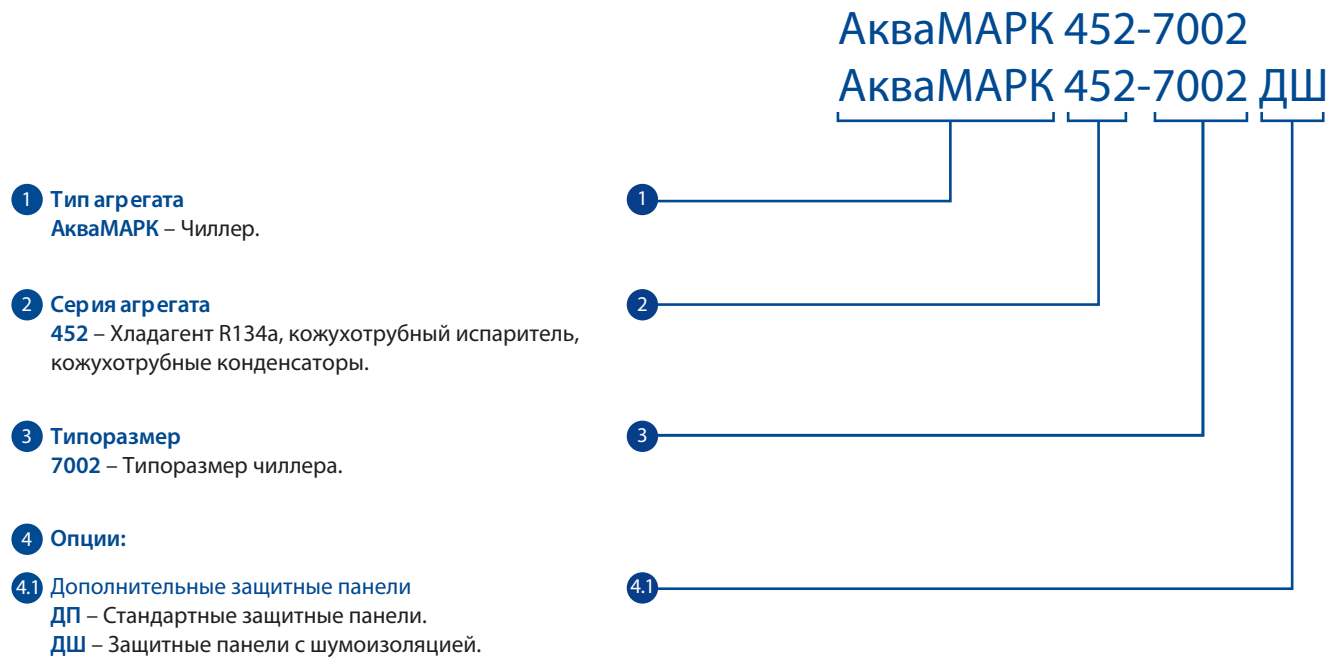 АкваМАРК 452-7002
АкваМАРК 452-7002 ДШ
1 Тип агрегата 1
АкваМАРК – Чиллер.
2 Серия агрегата 2
452 – Хладагент R134a, кожухотрубный испаритель,
кожухотрубные конденсаторы.
3 Типоразмер 3
7002 – Типоразмер чиллера.
4 Опции:
4.1 Дополнительные защитные панели 4.1
ДП – Стандартные защитные панели.
ДШ – Защитные панели с шумоизоляцией.